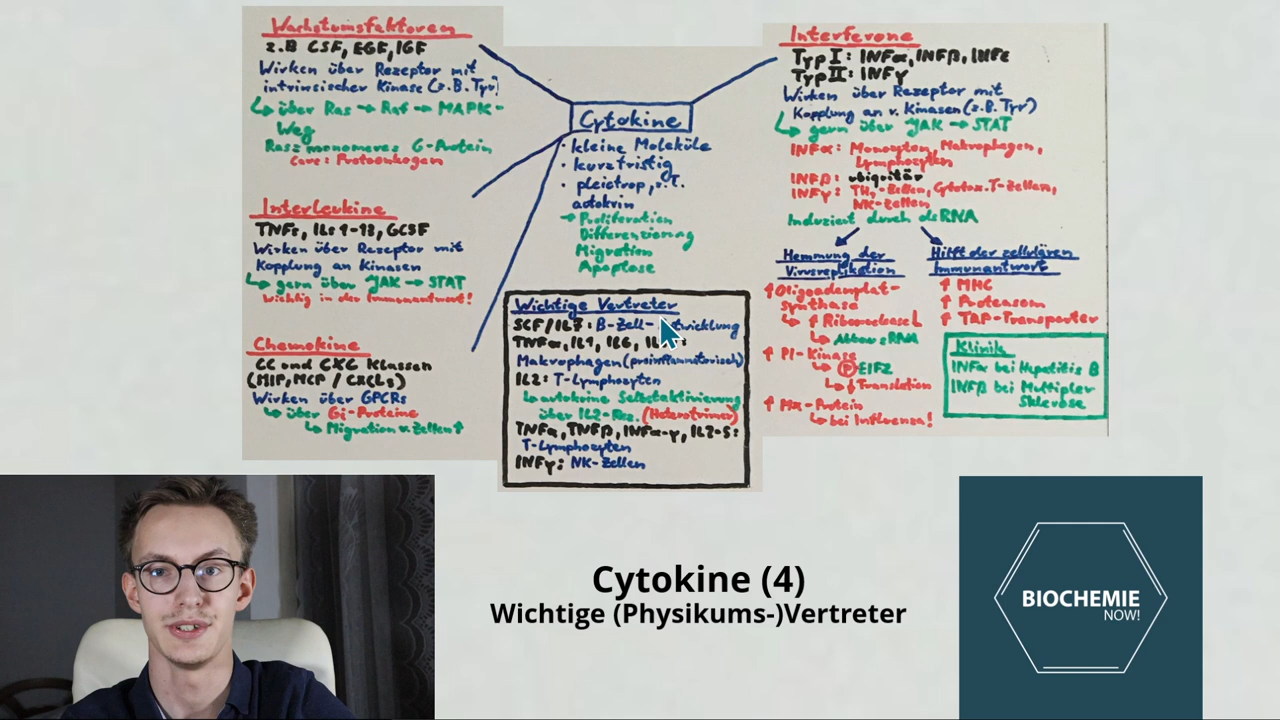 Wachstumsfaktoren
z.B CSF, EGF, IGF
Wirken über Rezeptor mit
intrinsischer Kinase (z.B. Tyr)
↳ über Ras → Raf → MAPK-
Weg
Ras: monomeres G-Protein
Cave: Protoonkogen
Interleukine
TNFs, ILs 1-18, GCSF
Wirken über Rezeptor mit
Kopplung an Kinasen
↳ gern über JAK → STAT
wichtig in der Immunantwort!
Chemokine
CC und CXC Klassen
(MIP, MCP / CXCLs)
Wirken über GPCRs
↳ über Gi-Proteine
↳ Migration v. Zellen ↑
Cytokine
· kleine Moleküle
· kurzfristig
· pleiotrop, z.T.
autokrin
→ Proliferation
Differenzierung
Migration
Apoptose
Wichtige Vertreter
SCF/IL7: B-Zell-
TNFα, IL1, IL6,
Makrophagen (proinflammatorisch)
IL2: T-Lymphozyten
↳ autokrine Selbstaktivierung
über IL2-Rez. (Heterotrimer)
TNFα, TNFβ, INFα-γ, IL2-5:
T-Lymphozyten
INFγ: NK-Zellen
Interferone
Typ I: INFα, INFβ, INFε
Typ II: INFγ
Wirken über Rezeptor mit
Kopplung an v. Kinasen (z.B. Tyr)
↳ gern über JAK → STAT
INFα: Monozyten, Makrophagen,
Lymphozyten
INFβ: ubiquitär
INFγ: TH1-Zellen, Cytotox. T-Zellen,
NK-Zellen
Induziert durch dsRNA
Hemmung der
Virusreplikation
↑ Oligoadenylat-
synthase
↳ ↑ Ribonuclease L
↳ Abbau sRNA
↑ P1-Kinase
↳ Ⓟ EIF2
↳ ↓ Translation
↑ Mx-Protein
↳ bei Influenza!
Hilft der zellulären
Immunantwort
↑ MHC
↑ Proteasom
↑ TAP-Transporter
Klinik
INFα bei Hepatitis B
INFβ bei Multipler
Sklerose
Cytokine (4)
Wichtige (Physikums-)Vertreter
BIOCHEMIE
NOW!